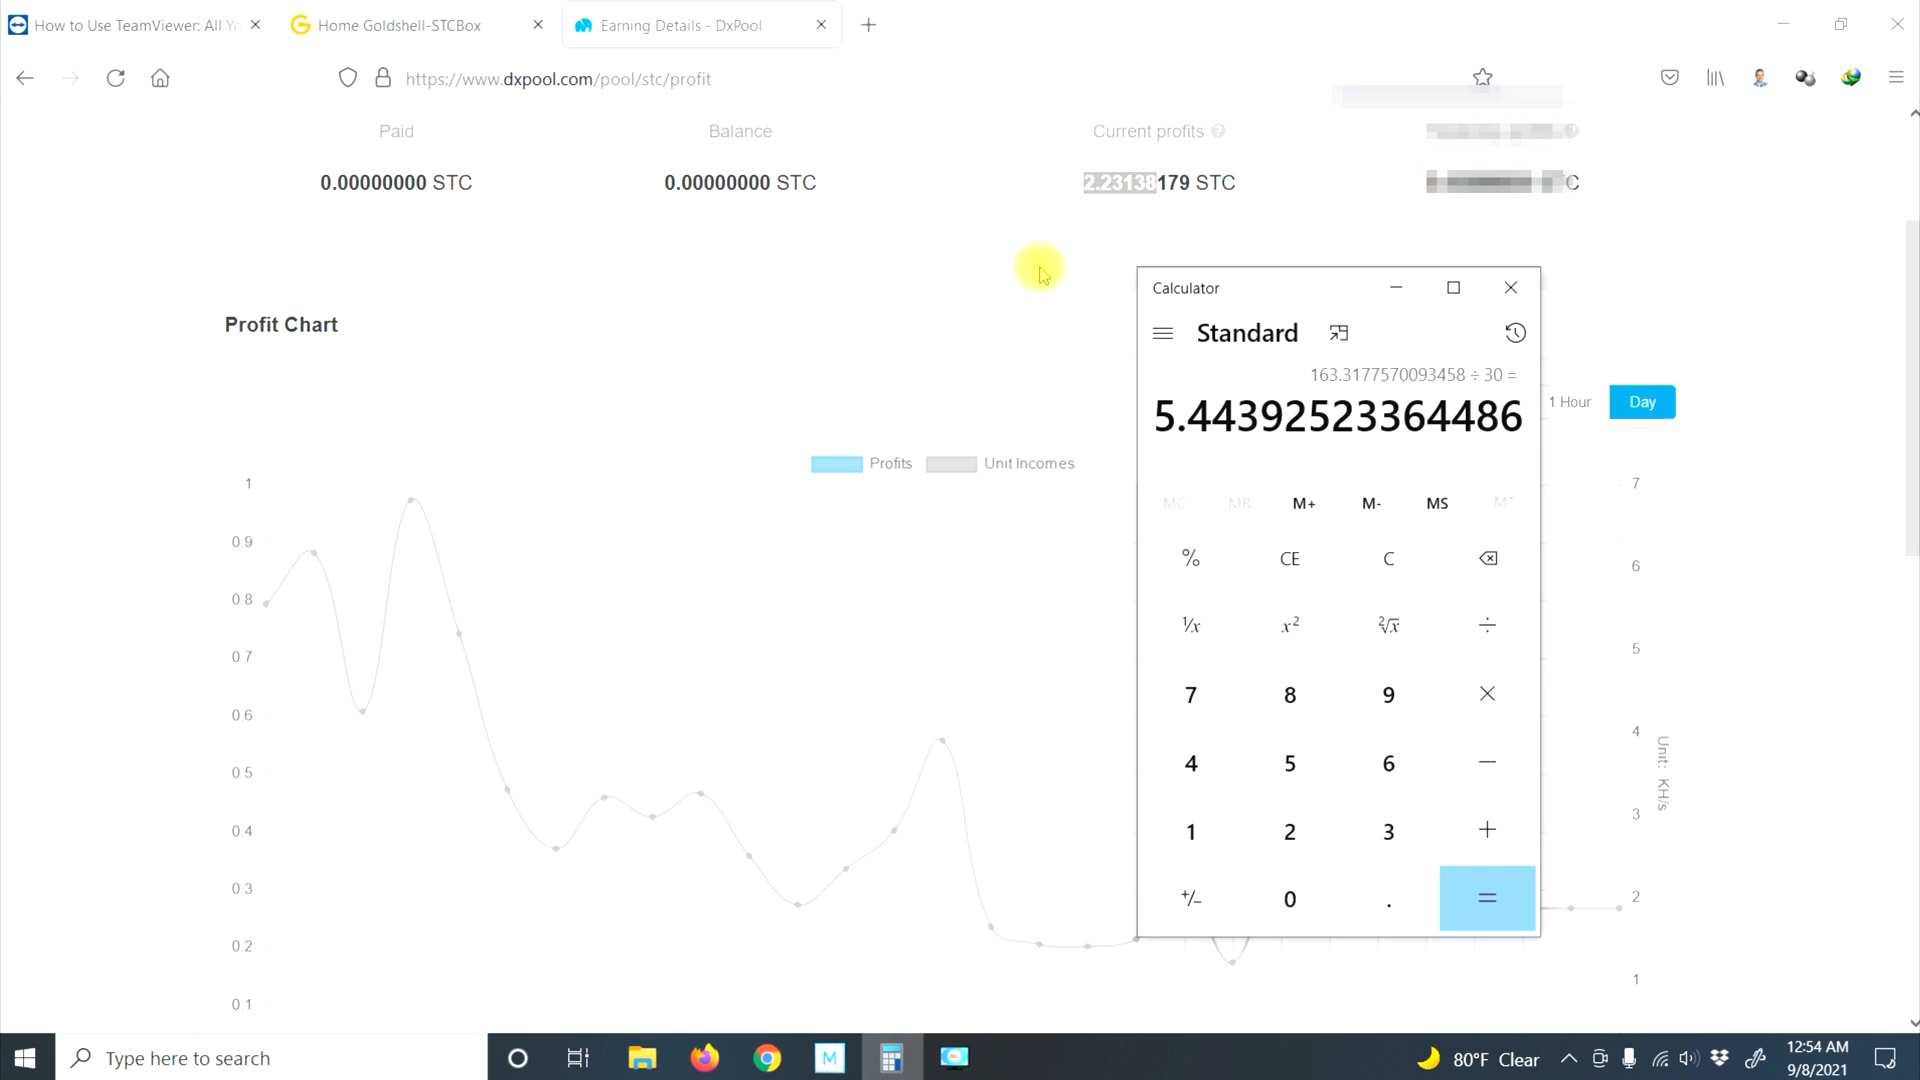 How to Use TeamViewer: All Yo
Home Goldshell-STCBox
Earning Details - DxPool
https://www.dxpool.com/pool/stc/profit
Paid Balance Current profits ?
0.00000000 STC 0.00000000 STC 2.23138179 STC C
Calculator
Profit Chart
Standard
163.3177570093458 ÷ 30 =
5.44392523364486
1 Hour Day
Profits Unit Incomes
MC MR M+ M- MS M
% CE C
¹/x x² ²√x ÷
7 8 9 ×
4 5 6 −
1 2 3 +
+/− 0 . =
1
0 9
0 8
0 7
0 6
0 5
0 4
0 3
0 2
0 1
7
6
5
4
3
2
1
Unit: KH/s
Type here to search
M
80°F Clear
12:54 AM
9/8/2021